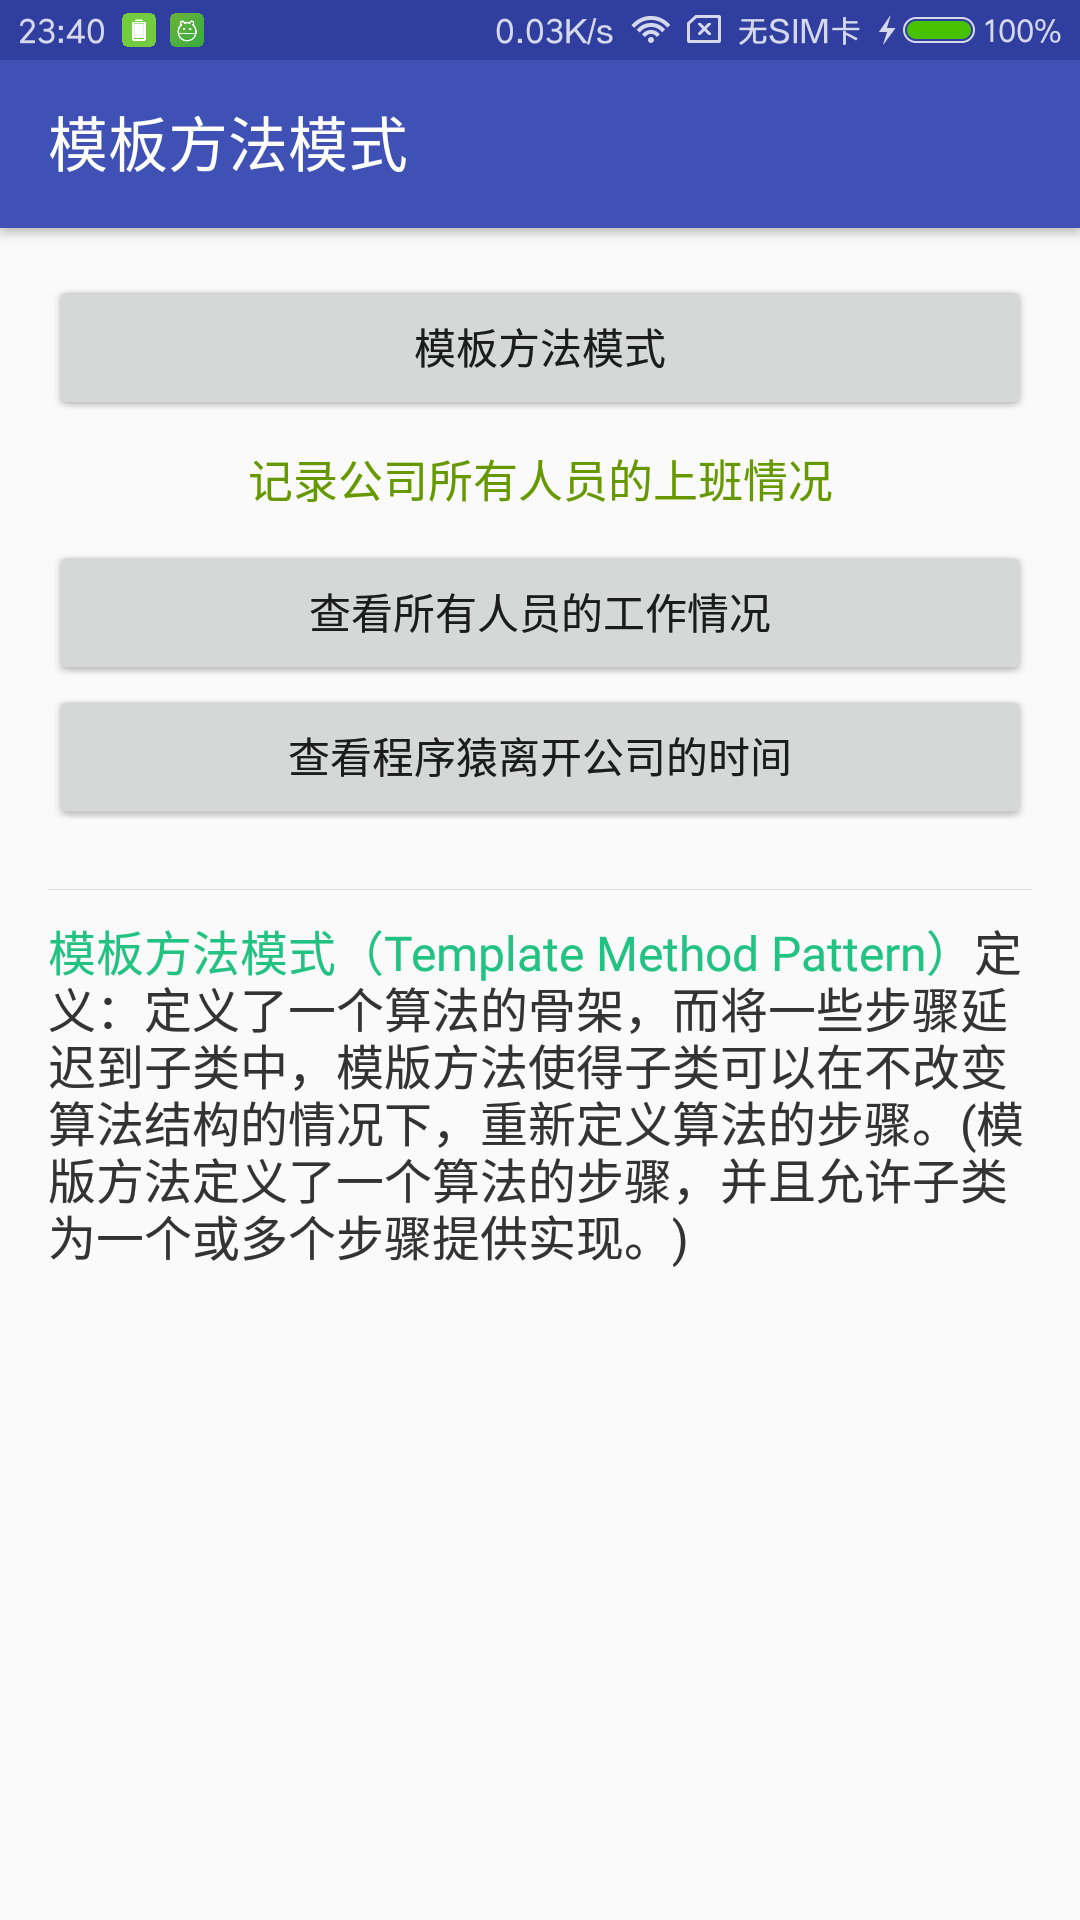 23:40 0.03K/s 无SIM卡 100%
模板方法模式
模板方法模式
记录公司所有人员的上班情况
查看所有人员的工作情况
查看程序猿离开公司的时间
模板方法模式（Template Method Pattern）定
义：定义了一个算法的骨架，而将一些步骤延
迟到子类中，模版方法使得子类可以在不改变
算法结构的情况下，重新定义算法的步骤。(模
版方法定义了一个算法的步骤，并且允许子类
为一个或多个步骤提供实现。)